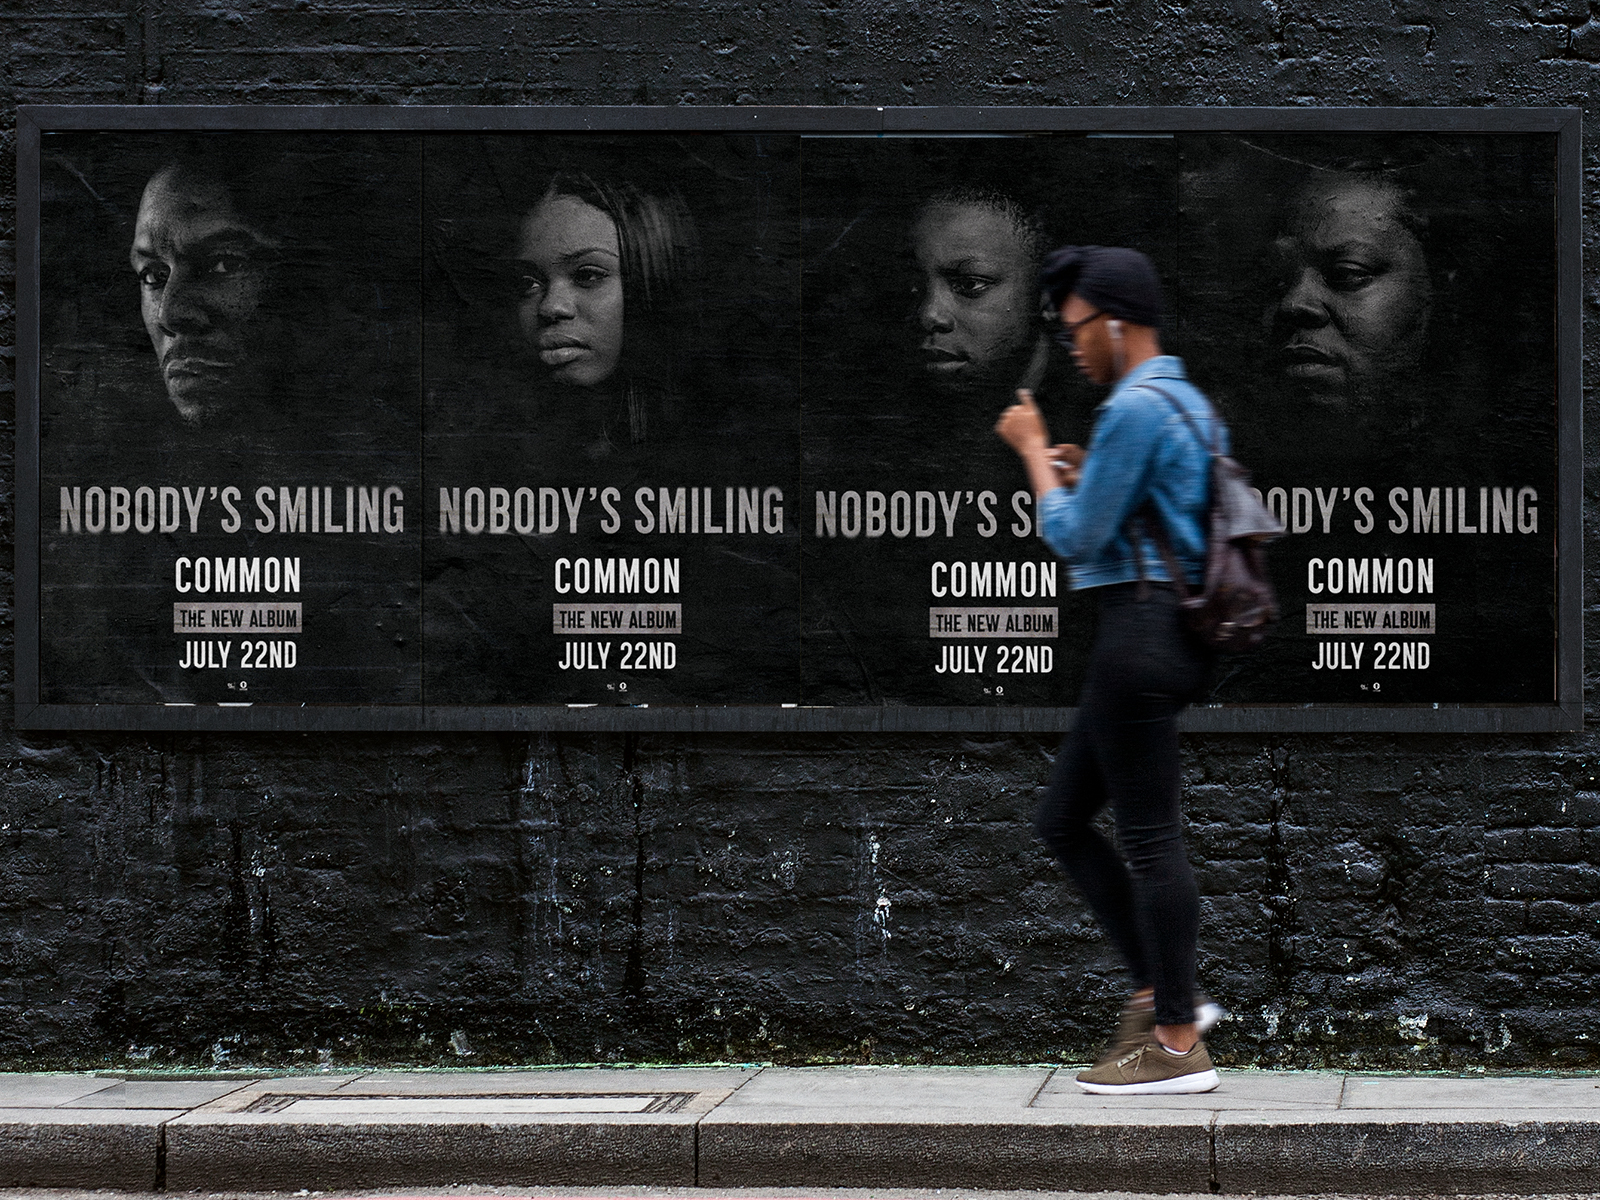 NOBODY'S SMILING
COMMON
THE NEW ALBUM
JULY 22ND
NOBODY'S SMILING
COMMON
THE NEW ALBUM
JULY 22ND
NOBODY'S S
COMMON
THE NEW ALBUM
JULY 22ND
ODY'S SMILING
COMMON
THE NEW ALBUM
JULY 22ND